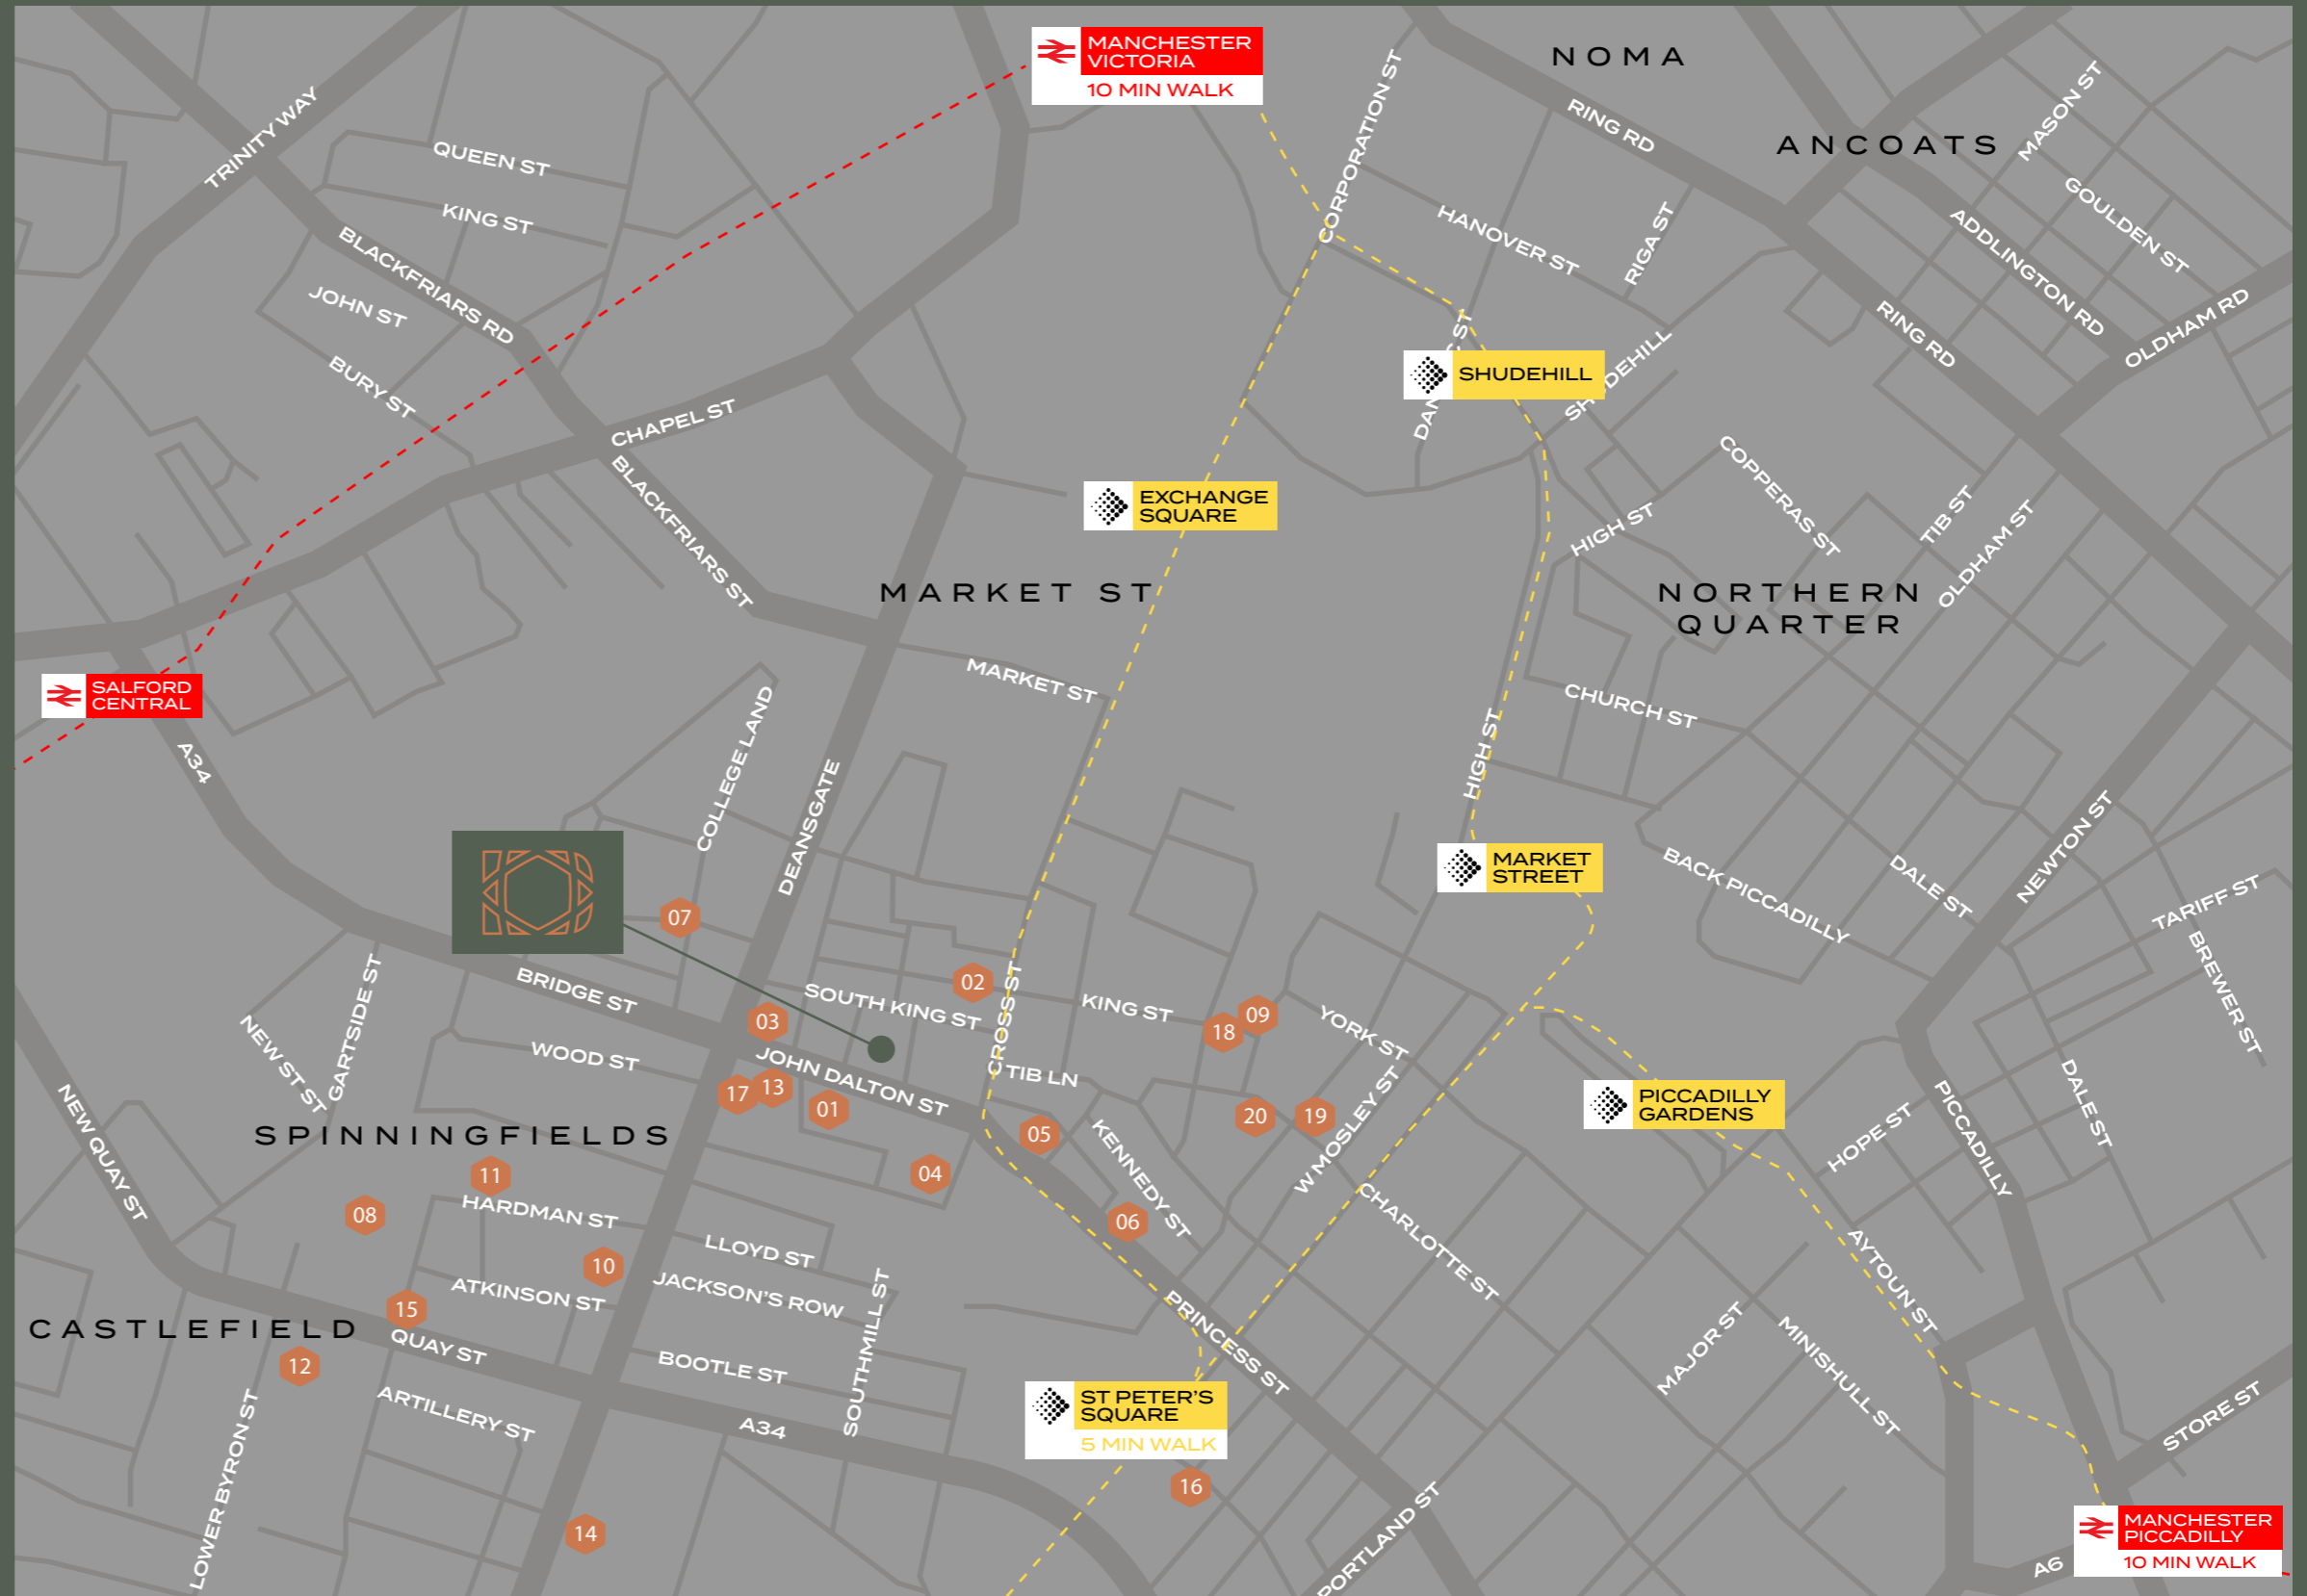 MANCHESTER
VICTORIA
10 MIN WALK
NOMA
RING RD
CORPORATION ST
MASON ST
ANCOATS
TRINITY WAY
QUEEN ST
GOULDEN ST
KING ST
HANOVER ST
RIGA ST
ADDLINGTON RD
BLACKFRIARS RD
JOHN ST
RING RD
OLDHAM RD
SHUDEHILL
SHUDEHILL
BURY ST
CHAPEL ST
COPPERAS ST
BLACKFRIARS ST
EXCHANGE
SQUARE
HIGH ST
TIB ST
OLDHAM ST
MARKET ST
NORTHERN
QUARTER
MARKET ST
SALFORD
CENTRAL
CHURCH ST
COLLEGE LAND
A34
HIGH ST
DEANSGATE
MARKET
STREET
BACK PICCADILLY
DALE ST
NEWTON ST
TARIFF ST
BREWER ST
07
BRIDGE ST
GARTSIDE ST
02
SOUTH KING ST
CROSS ST
KING ST
03
18
09
YORK ST
NEW ST ST
WOOD ST
JOHN DALTON ST
TIB LN
17
13
01
W MOSLEY ST
PICCADILLY
GARDENS
PICCADILLY
DALE ST
HOPE ST
20
19
NEW QUAY ST
SPINNINGFIELDS
05
KENNEDY ST
11
04
08
HARDMAN ST
06
CHARLOTTE ST
LLOYD ST
10
AYTOUN ST
ATKINSON ST
JACKSON'S ROW
SOUTHMILL ST
15
CASTLEFIELD
QUAY ST
PRINCESS ST
MAJOR ST
MINISHULL ST
12
BOOTLE ST
ARTILLERY ST
ST PETER'S
SQUARE
5 MIN WALK
A34
LOWER BYRON ST
STORE ST
16
14
PORTLAND ST
MANCHESTER
PICCADILLY
10 MIN WALK
A6